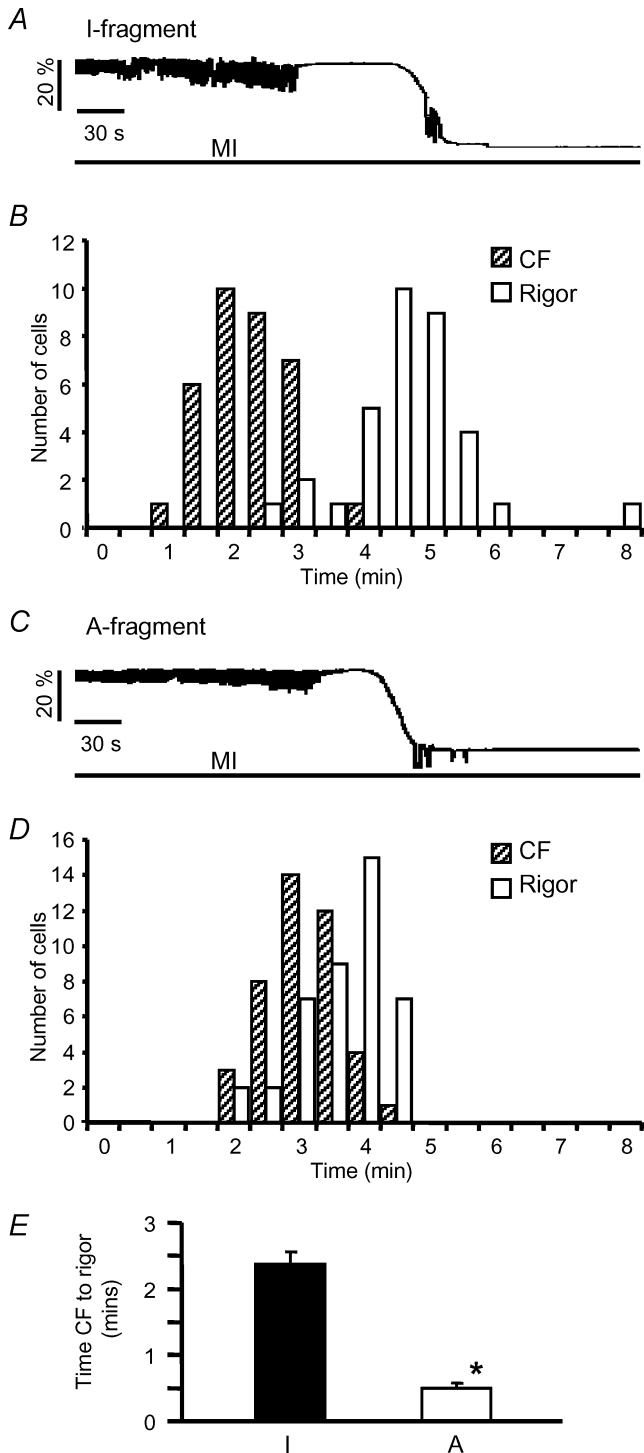 A
I-fragment
20 %
30 s
MI
B
12
10
8
6
4
2
0
Number of cells
CF
Rigor
0 1 2 3 4 5 6 7 8
Time (min)
C
A-fragment
20 %
30 s
MI
D
16
14
12
10
8
6
4
2
0
Number of cells
CF
Rigor
0 1 2 3 4 5 6 7 8
Time (min)
E
3
2
1
0
Time CF to rigor
(mins)
*
I A